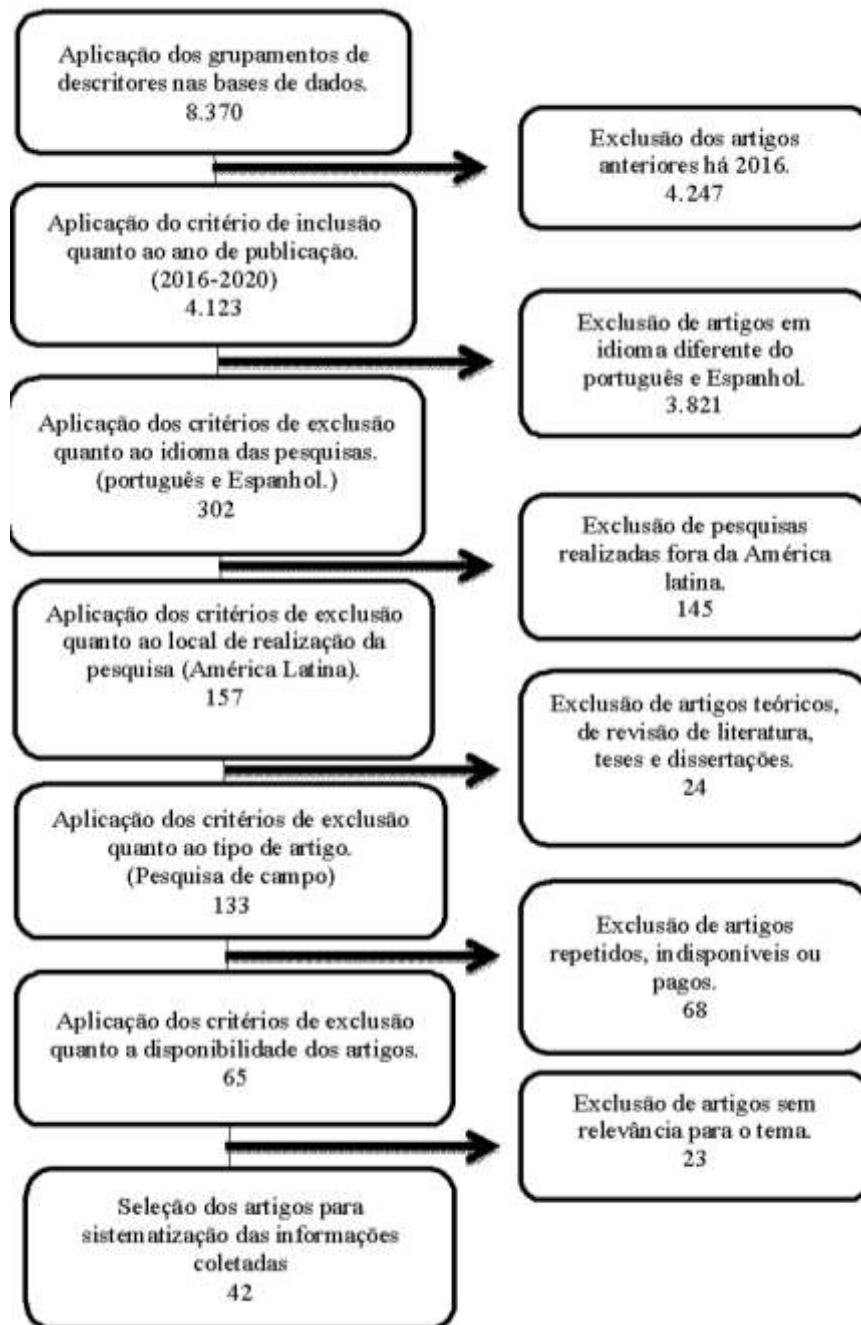 Aplicação dos grupamentos de
descritores nas bases de dados.
8.370
Exclusão dos artigos
anteriores há 2016.
4.247
Aplicação do critério de inclusão
quanto ao ano de publicação.
(2016-2020)
4.123
Exclusão de artigos em
idioma diferente do
português e Espanhol.
3.821
Aplicação dos critérios de exclusão
quanto ao idioma das pesquisas.
(português e Espanhol.)
302
Exclusão de pesquisas
realizadas fora da América
latina.
145
Aplicação dos critérios de exclusão
quanto ao local de realização da
pesquisa (América Latina).
157
Exclusão de artigos teóricos,
de revisão de literatura,
teses e dissertações.
24
Aplicação dos critérios de exclusão
quanto ao tipo de artigo.
(Pesquisa de campo)
133
Exclusão de artigos
repetidos, indisponíveis ou
pagos.
68
Aplicação dos critérios de exclusão
quanto a disponibilidade dos artigos.
65
Exclusão de artigos sem
relevância para o tema.
23
Seleção dos artigos para
sistematização das informações
coletadas
42